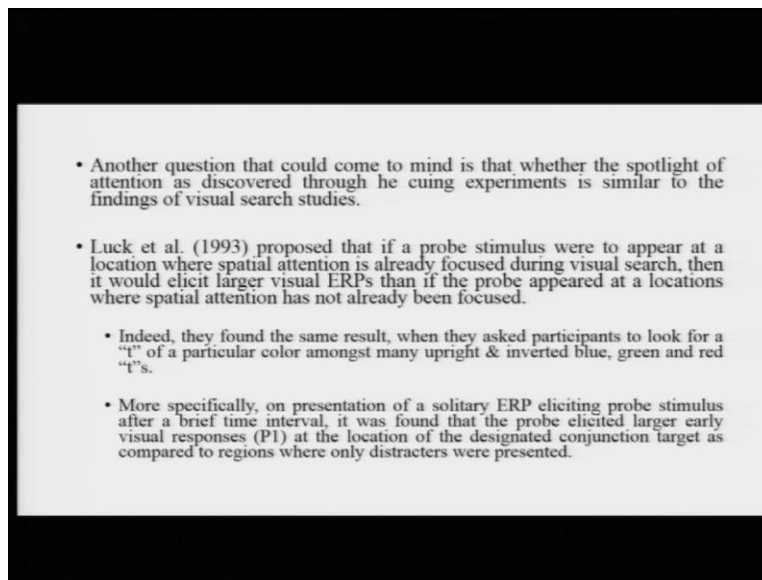 • Another question that could come to mind is that whether the spotlight of
attention as discovered through he cuing experiments is similar to the
findings of visual search studies.
• Luck et al. (1993) proposed that if a probe stimulus were to appear at a
location where spatial attention is already focused during visual search, then
it would elicit larger visual ERPs than if the probe appeared at a locations
where spatial attention has not already been focused.
• Indeed, they found the same result, when they asked participants to look for a
“t” of a particular color amongst many upright & inverted blue, green and red
“t”s.
• More specifically, on presentation of a solitary ERP eliciting probe stimulus
after a brief time interval, it was found that the probe elicited larger early
visual responses (P1) at the location of the designated conjunction target as
compared to regions where only distracters were presented.